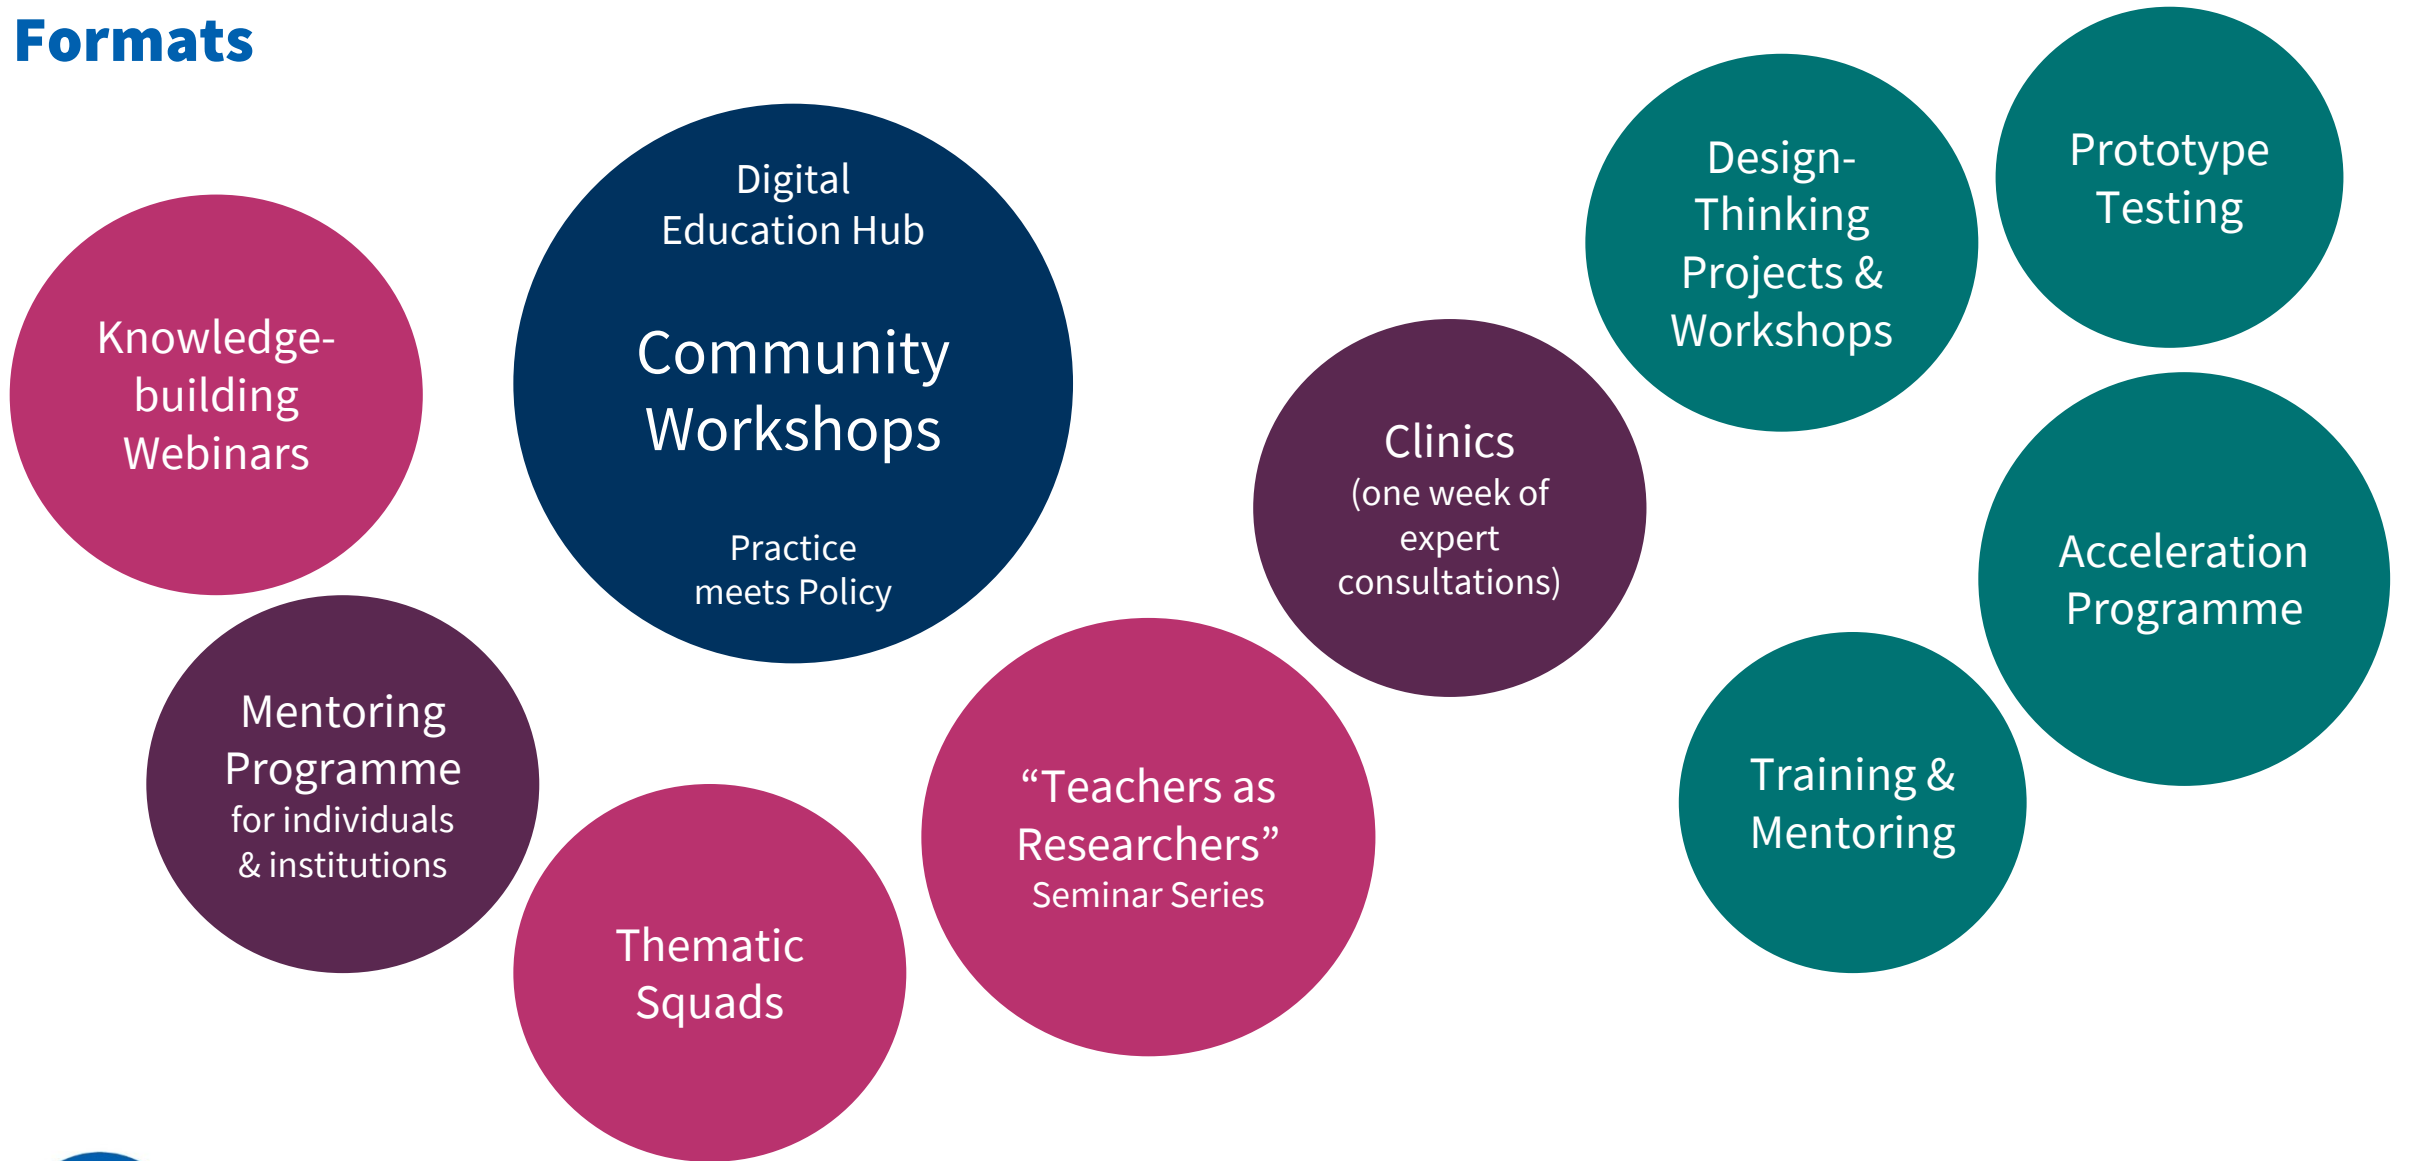 Formats
Knowledge-
building
Webinars
Digital
Education Hub
Community
Workshops
Practice
meets Policy
Mentoring
Programme
for individuals
& institutions
Thematic
Squads
“Teachers as
Researchers”
Seminar Series
Clinics
(one week of
expert
consultations)
Design-
Thinking
Projects &
Workshops
Prototype
Testing
Acceleration
Programme
Training &
Mentoring